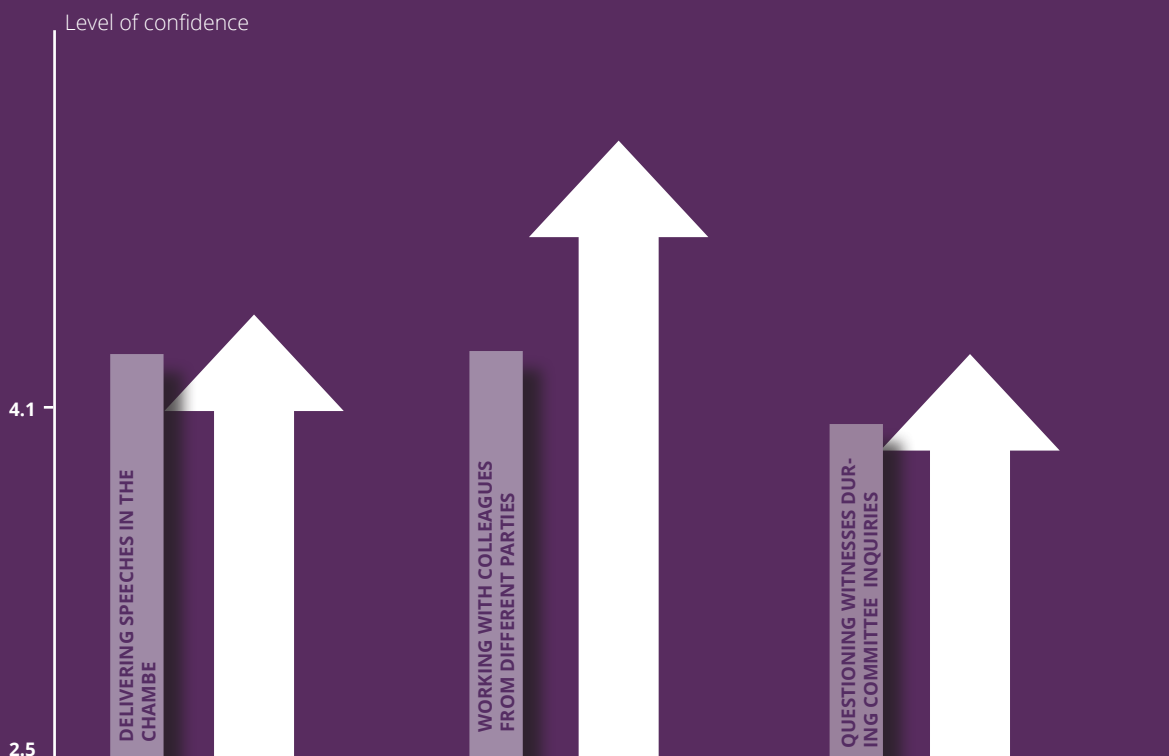 Level of confidence
4.1
2.5
DELIVERING SPEECHES IN THE
CHAMBE
WORKING WITH COLLEAGUES
FROM DIFFERENT PARTIES
QUESTIONING WITNESSES DUR-
ING COMMITTEE  INQUIRIES